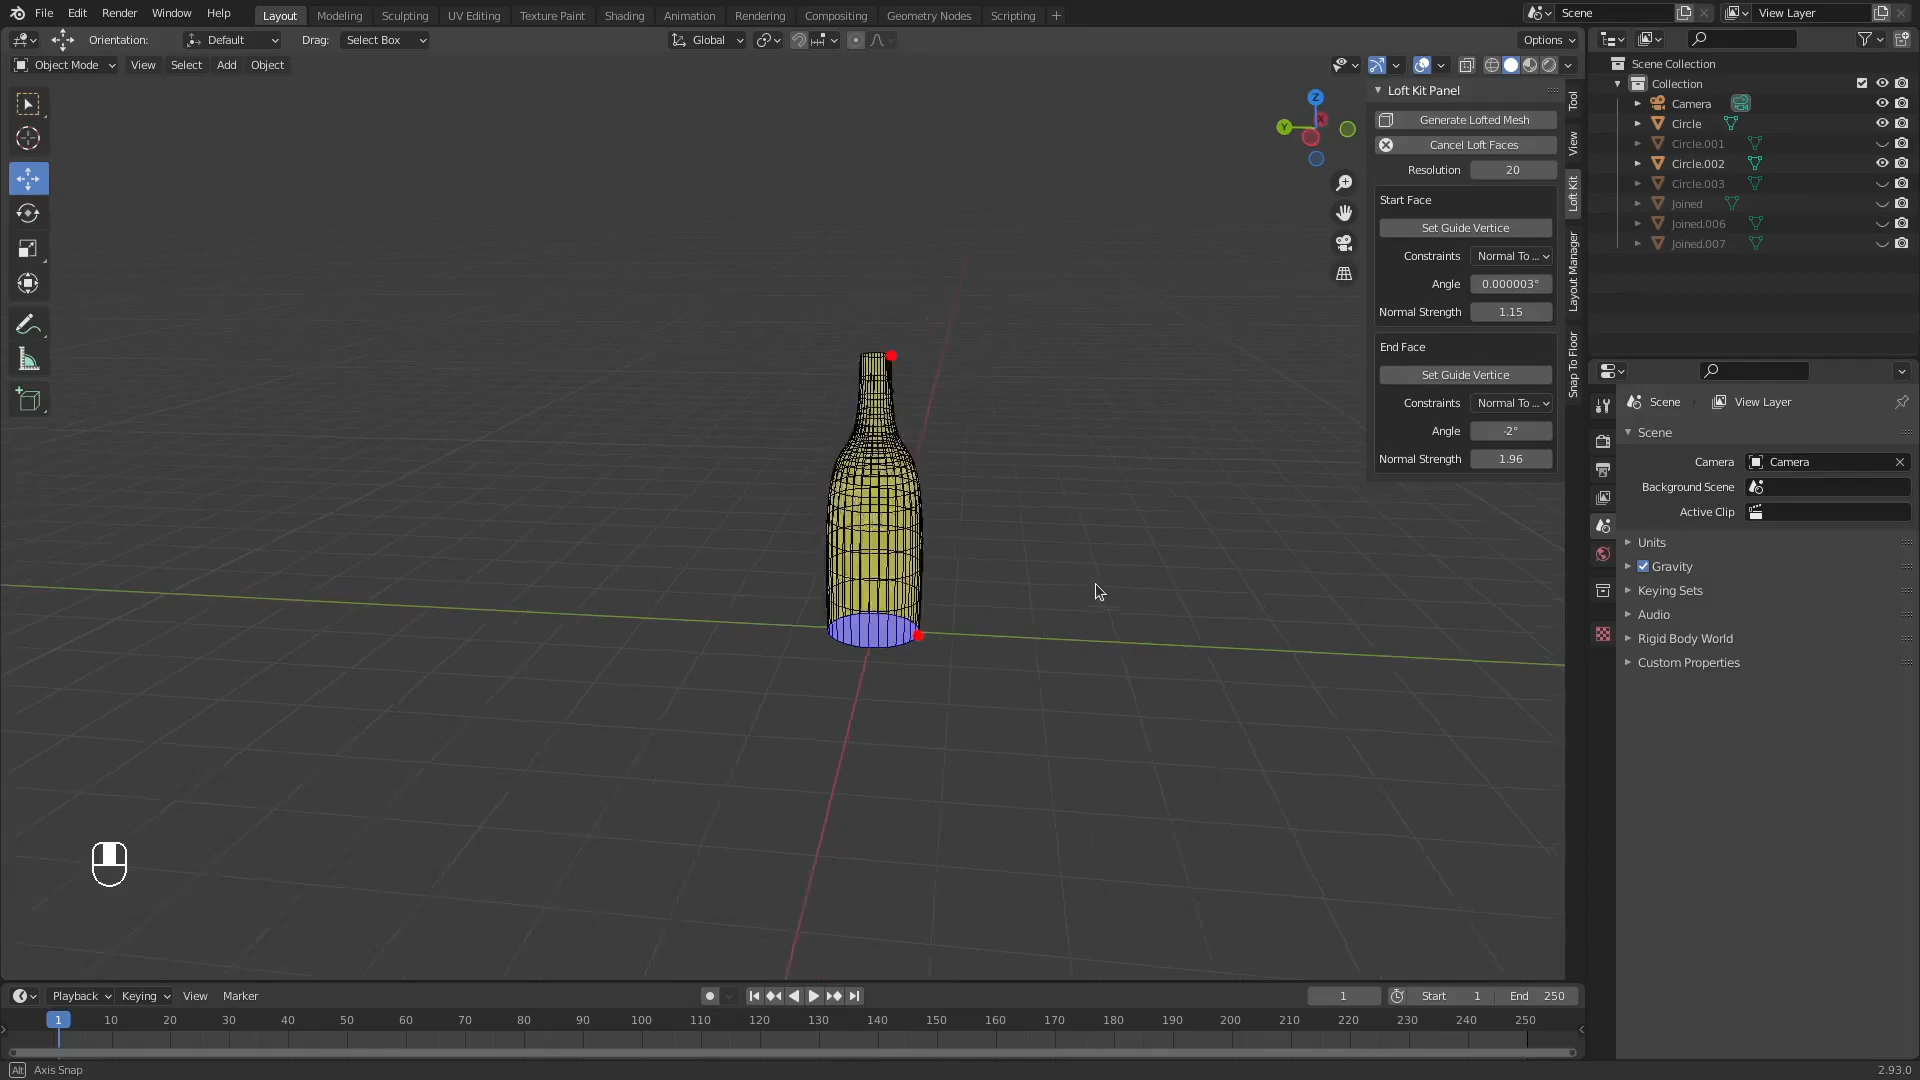 File Edit Render Window Help Layout Modeling Sculpting UV Editing Texture Paint Shading Animation Rendering Compositing Geometry Nodes Scripting + Scene View Layer
Orientation: Default Drag: Select Box Global Options
Object Mode View Select Add Object
Scene Collection
Collection
Camera
Circle
Circle.001
Circle.002
Circle.003
Joined
Joined.006
Joined.007
Z
Y
X
Loft Kit Panel
Generate Lofted Mesh
Cancel Loft Faces
Resolution 20
Start Face
Set Guide Vertice
Constraints Normal To ...
Angle 0.000003°
Normal Strength 1.15
End Face
Set Guide Vertice
Constraints Normal To ...
Angle -2°
Normal Strength 1.96
Tool
View
Loft Kit
Layout Manager
Snap To Floor
Scene View Layer
Scene
Camera Camera
Background Scene
Active Clip
Units
Gravity
Keying Sets
Audio
Rigid Body World
Custom Properties
Playback Keying View Marker 1 Start 1 End 250
1 10 20 30 40 50 60 70 80 90 100 110 120 130 140 150 160 170 180 190 200 210 220 230 240 250
Alt Axis Snap 2.93.0